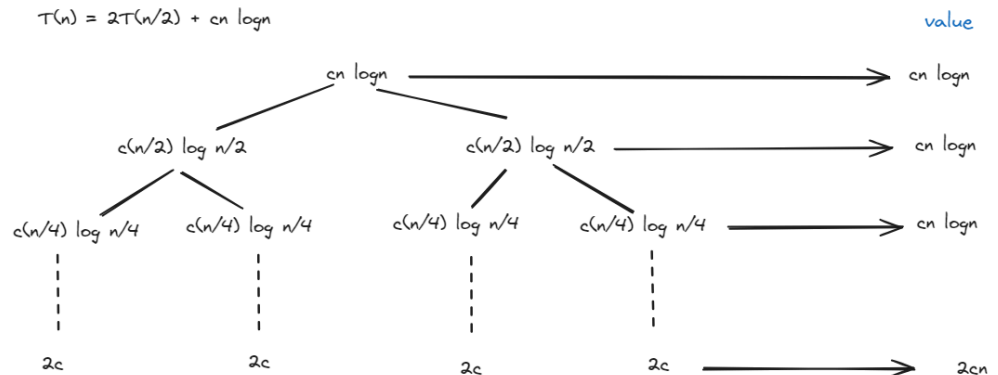 T(n) = 2T(n/2) + cn logn
value
cn logn
cn logn
c(n/2) log n/2
c(n/2) log n/2
cn logn
c(n/4) log n/4
c(n/4) log n/4
c(n/4) log n/4
c(n/4) log n/4
cn logn
2c
2c
2c
2c
2cn